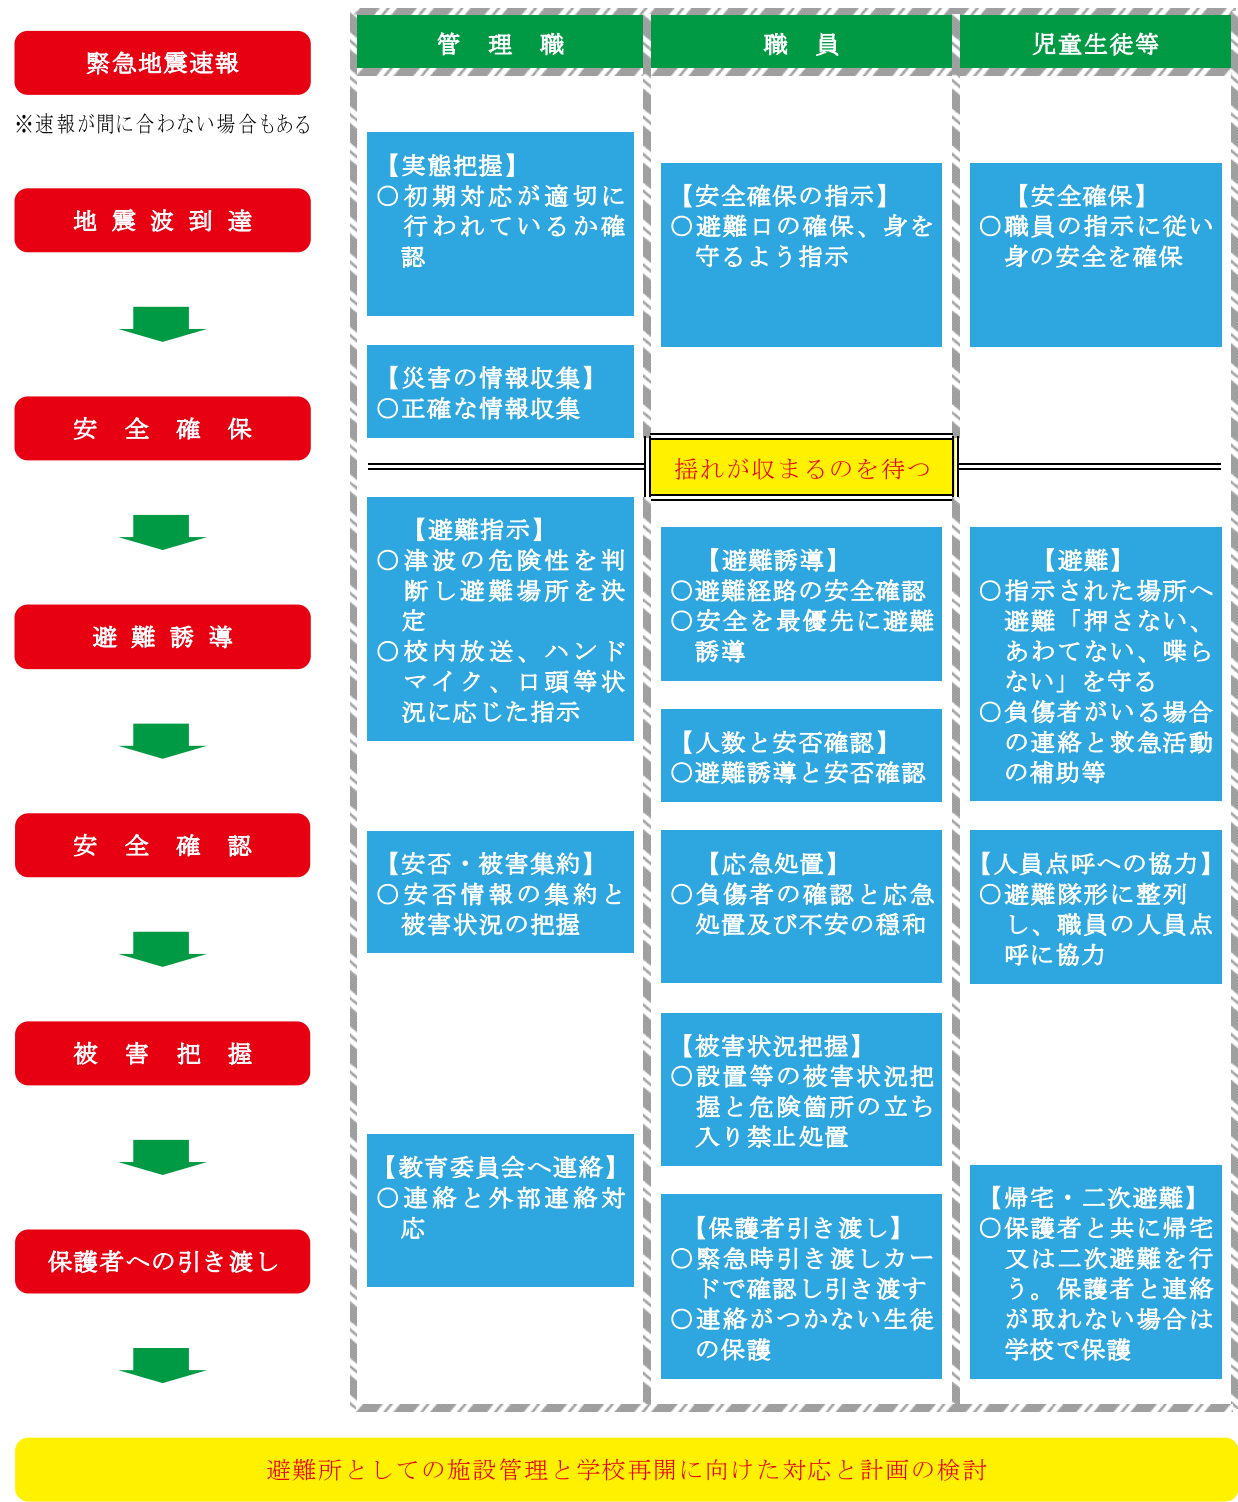 緊急地震速報
※速報が間に合わない場合もある
地震波到達
安全確保
避難誘導
安全確認
被害把握
保護者への引き渡し
管理職
【実態把握】
〇初期対応が適切に
行われているか確
認
【災害の情報収集】
〇正確な情報収集
【避難指示】
〇津波の危険性を判
断し避難場所を決
定
〇校内放送、ハンド
マイク、口頭等状
況に応じた指示
【安否・被害集約】
〇安否情報の集約と
被害状況の把握
【教育委員会へ連絡】
〇連絡と外部連絡対
応
職員
【安全確保の指示】
〇避難口の確保、身を
守るよう指示
揺れが収まるのを待つ
【避難誘導】
〇避難経路の安全確認
〇安全を最優先に避難
誘導
【人数と安否確認】
〇避難誘導と安否確認
【応急処置】
〇負傷者の確認と応急
処置及び不安の穏和
【被害状況把握】
〇設置等の被害状況把
握と危険箇所の立ち
入り禁止処置
【保護者引き渡し】
〇緊急時引き渡しカー
ドで確認し引き渡す
〇連絡がつかない生徒
の保護
児童生徒等
【安全確保】
〇職員の指示に従い
身の安全を確保
【避難】
〇指示された場所へ
避難「押さない、
あわてない、喋ら
ない」を守る
〇負傷者がいる場合
の連絡と救急活動
の補助等
【人員点呼への協力】
〇避難隊形に整列
し、職員の人員点
呼に協力
【帰宅・二次避難】
〇保護者と共に帰宅
又は二次避難を行
う。保護者と連絡
が取れない場合は
学校で保護
避難所としての施設管理と学校再開に向けた対応と計画の検討